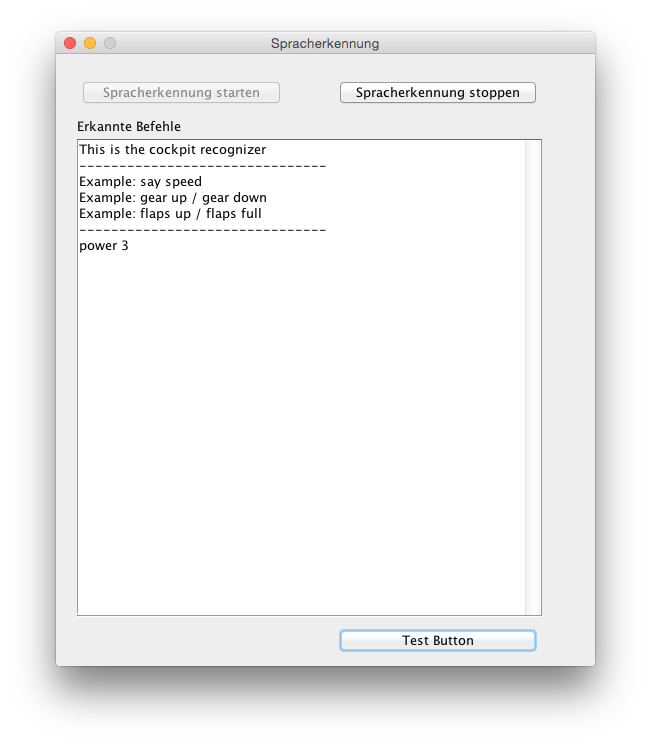 Spracherkennung
Spracherkennung starten
Spracherkennung stoppen
Erkannte Befehle
This is the cockpit recognizer
-------------------------------
Example: say speed
Example: gear up / gear down
Example: flaps up / flaps full
-------------------------------
power 3
Test Button